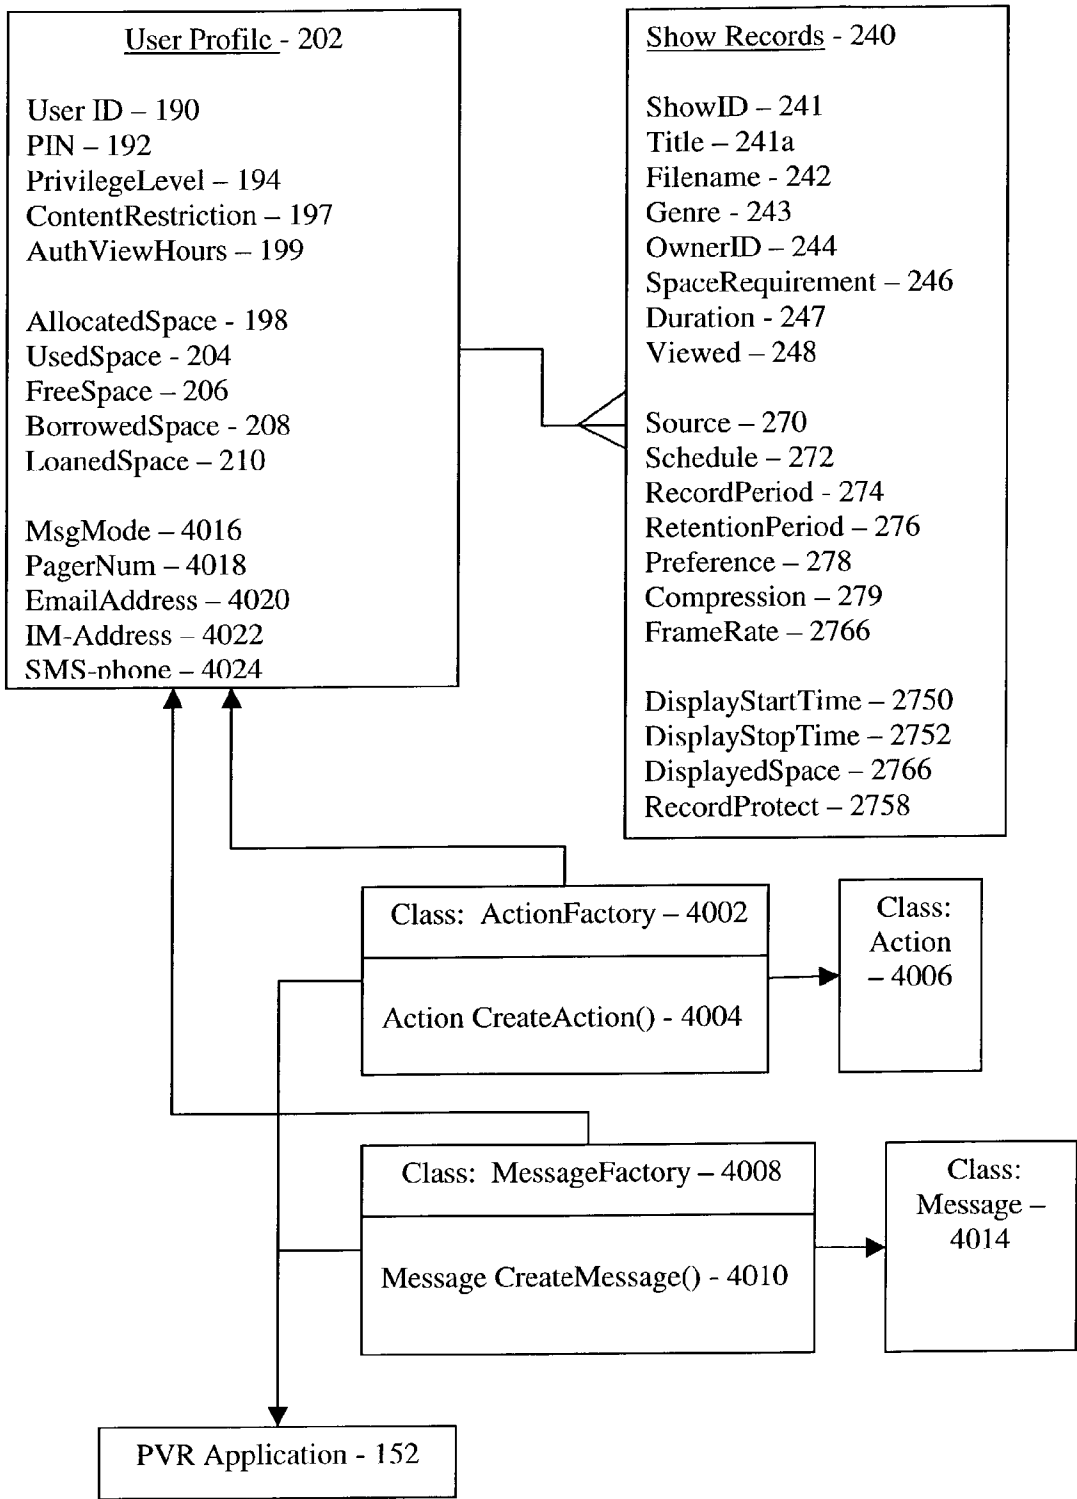 User Profile - 202
User ID – 190
PIN – 192
PrivilegeLevel – 194
ContentRestriction – 197
AuthViewHours – 199
AllocatedSpace - 198
UsedSpace - 204
FreeSpace – 206
BorrowedSpace - 208
LoanedSpace – 210
MsgMode – 4016
PagerNum – 4018
EmailAddress – 4020
IM-Address – 4022
SMS-phone – 4024
Show Records - 240
ShowID – 241
Title – 241a
Filename - 242
Genre - 243
OwnerID – 244
SpaceRequirement – 246
Duration - 247
Viewed – 248
Source – 270
Schedule – 272
RecordPeriod - 274
RetentionPeriod – 276
Preference – 278
Compression – 279
FrameRate – 2766
DisplayStartTime – 2750
DisplayStopTime – 2752
DisplayedSpace – 2766
RecordProtect – 2758
Class: ActionFactory – 4002
Action CreateAction() - 4004
Class:
Action
– 4006
Class: MessageFactory – 4008
Message CreateMessage() - 4010
Class:
Message –
4014
PVR Application - 152